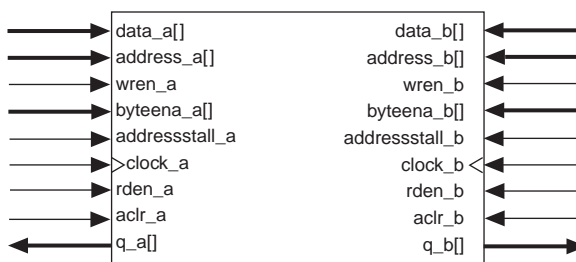 data_a[] data_b[]
address_a[] address_b[]
wren_a wren_b
byteena_a[] byteena_b[]
addressstall_a addressstall_b
clock_a clock_b
rden_a rden_b
aclr_a aclr_b
q_a[] q_b[]